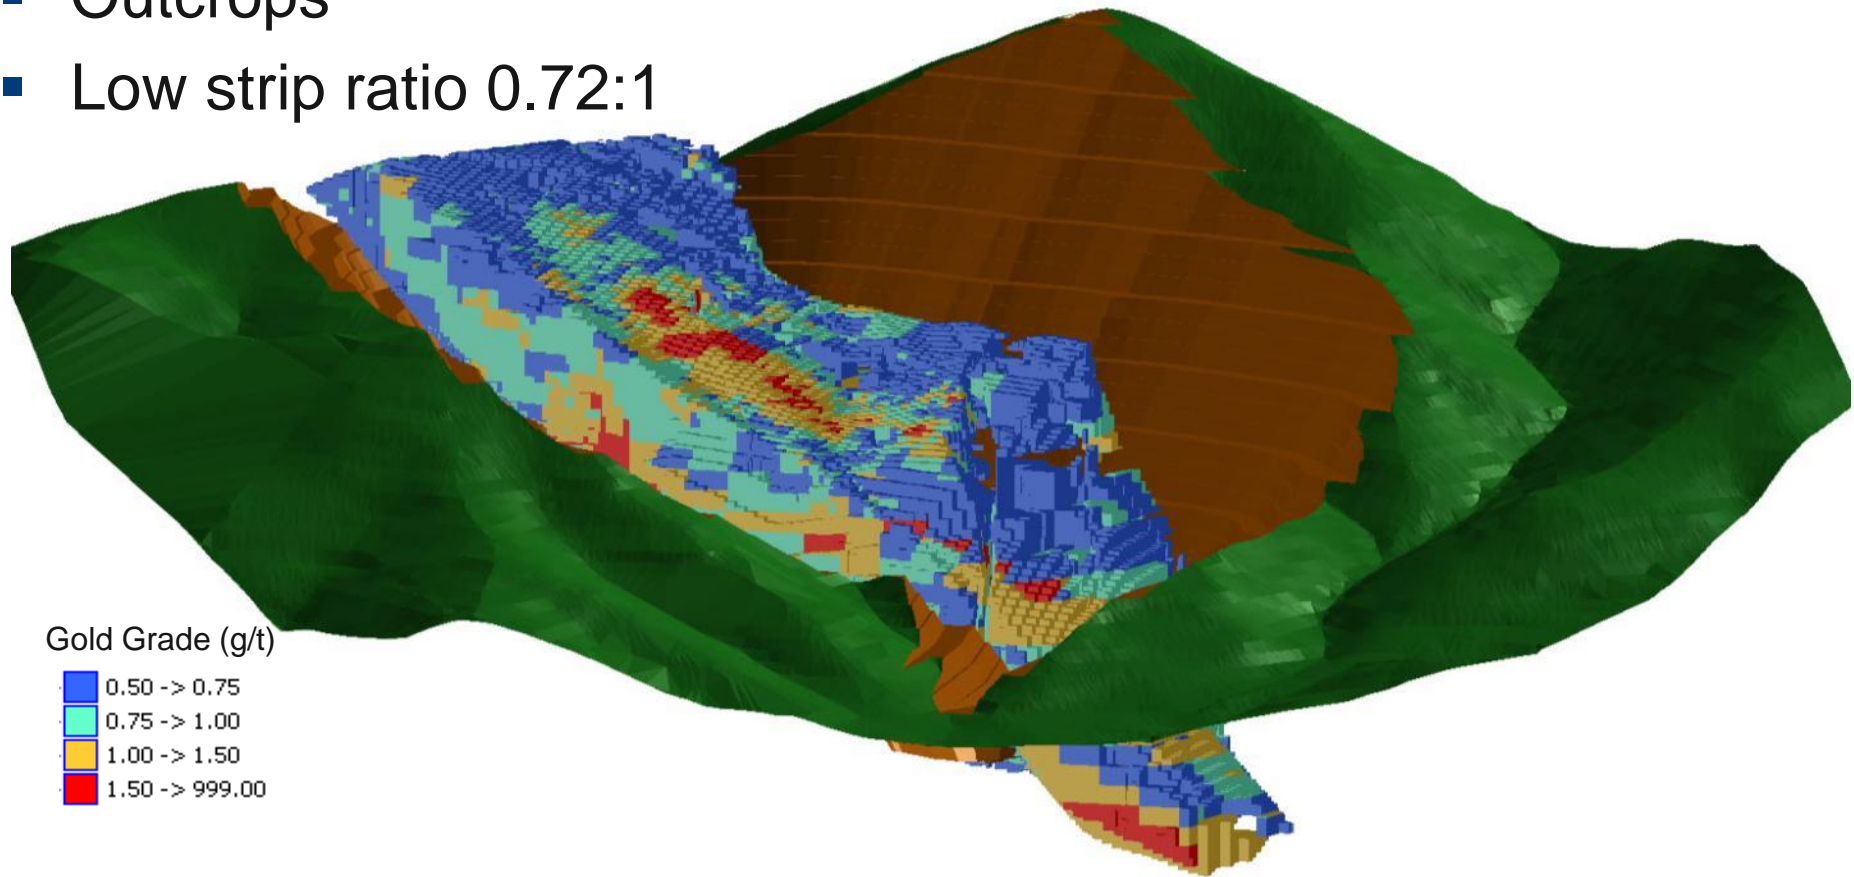 ▪ Outcrops
▪ Low strip ratio 0.72:1
Gold Grade (g/t)
0.50 -> 0.75
0.75 -> 1.00
1.00 -> 1.50
1.50 -> 999.00